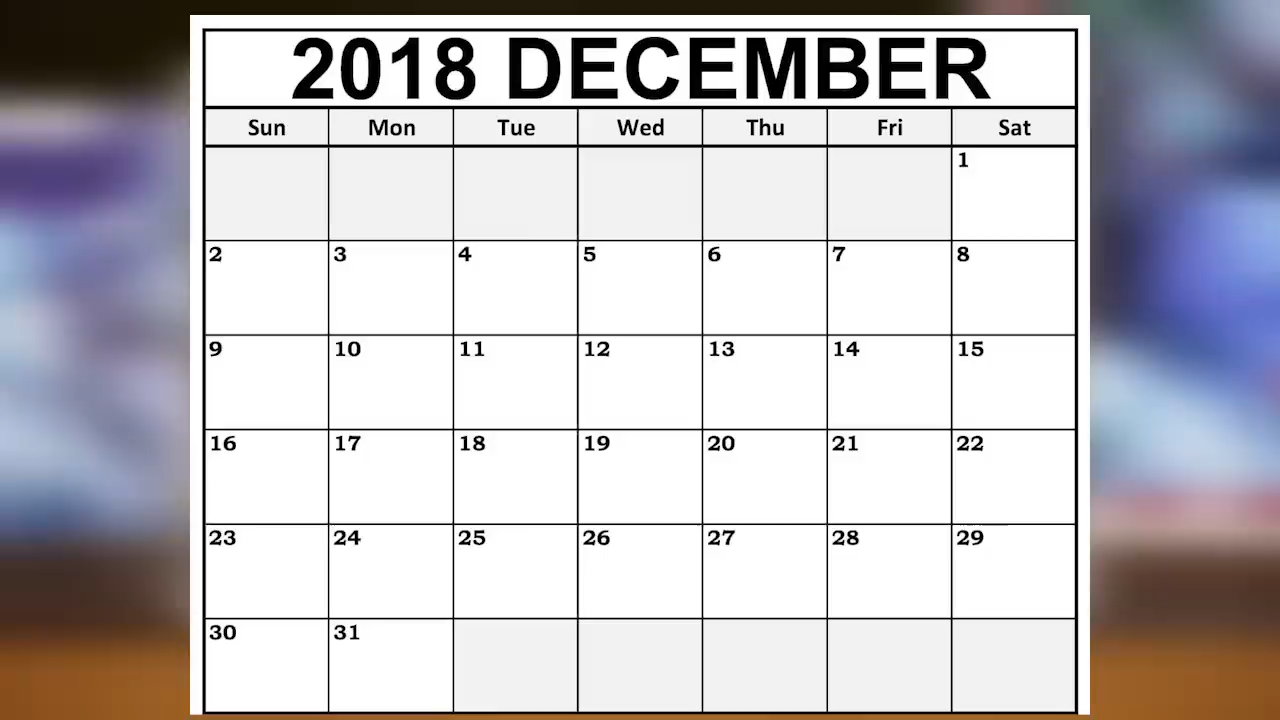 2018 DECEMBER
Sun Mon Tue Wed Thu Fri Sat
1
2 3 4 5 6 7 8
9 10 11 12 13 14 15
16 17 18 19 20 21 22
23 24 25 26 27 28 29
30 31